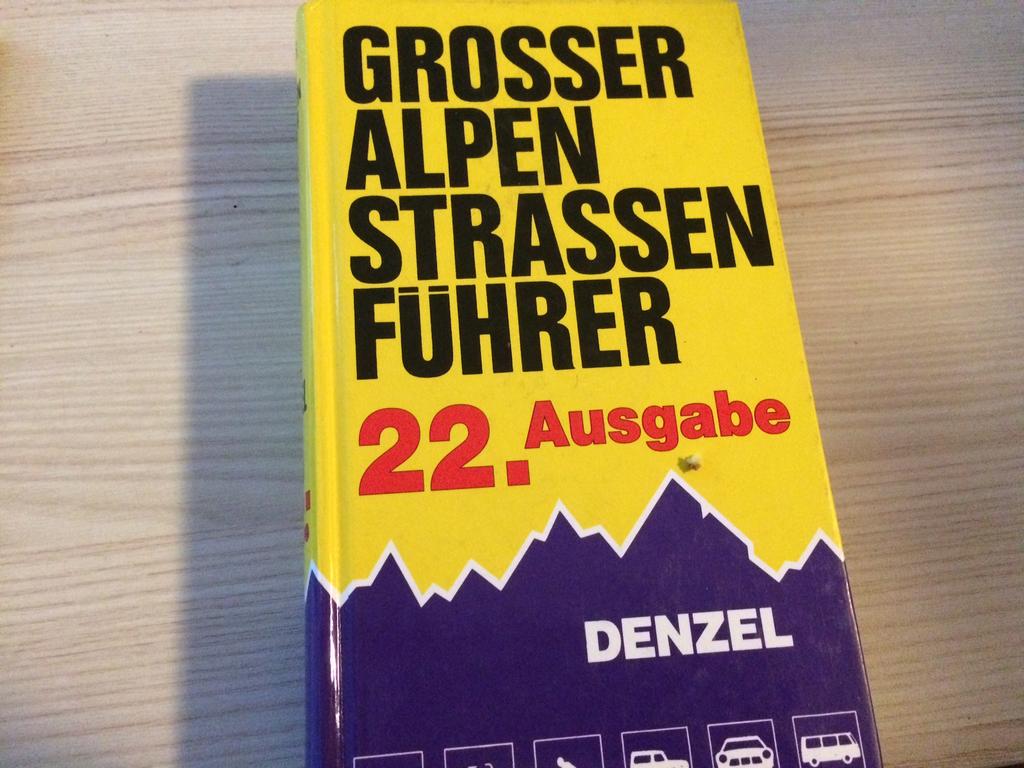 GROSSER
ALPEN
STRASSEN
FÜHRER
22. Ausgabe
DENZEL